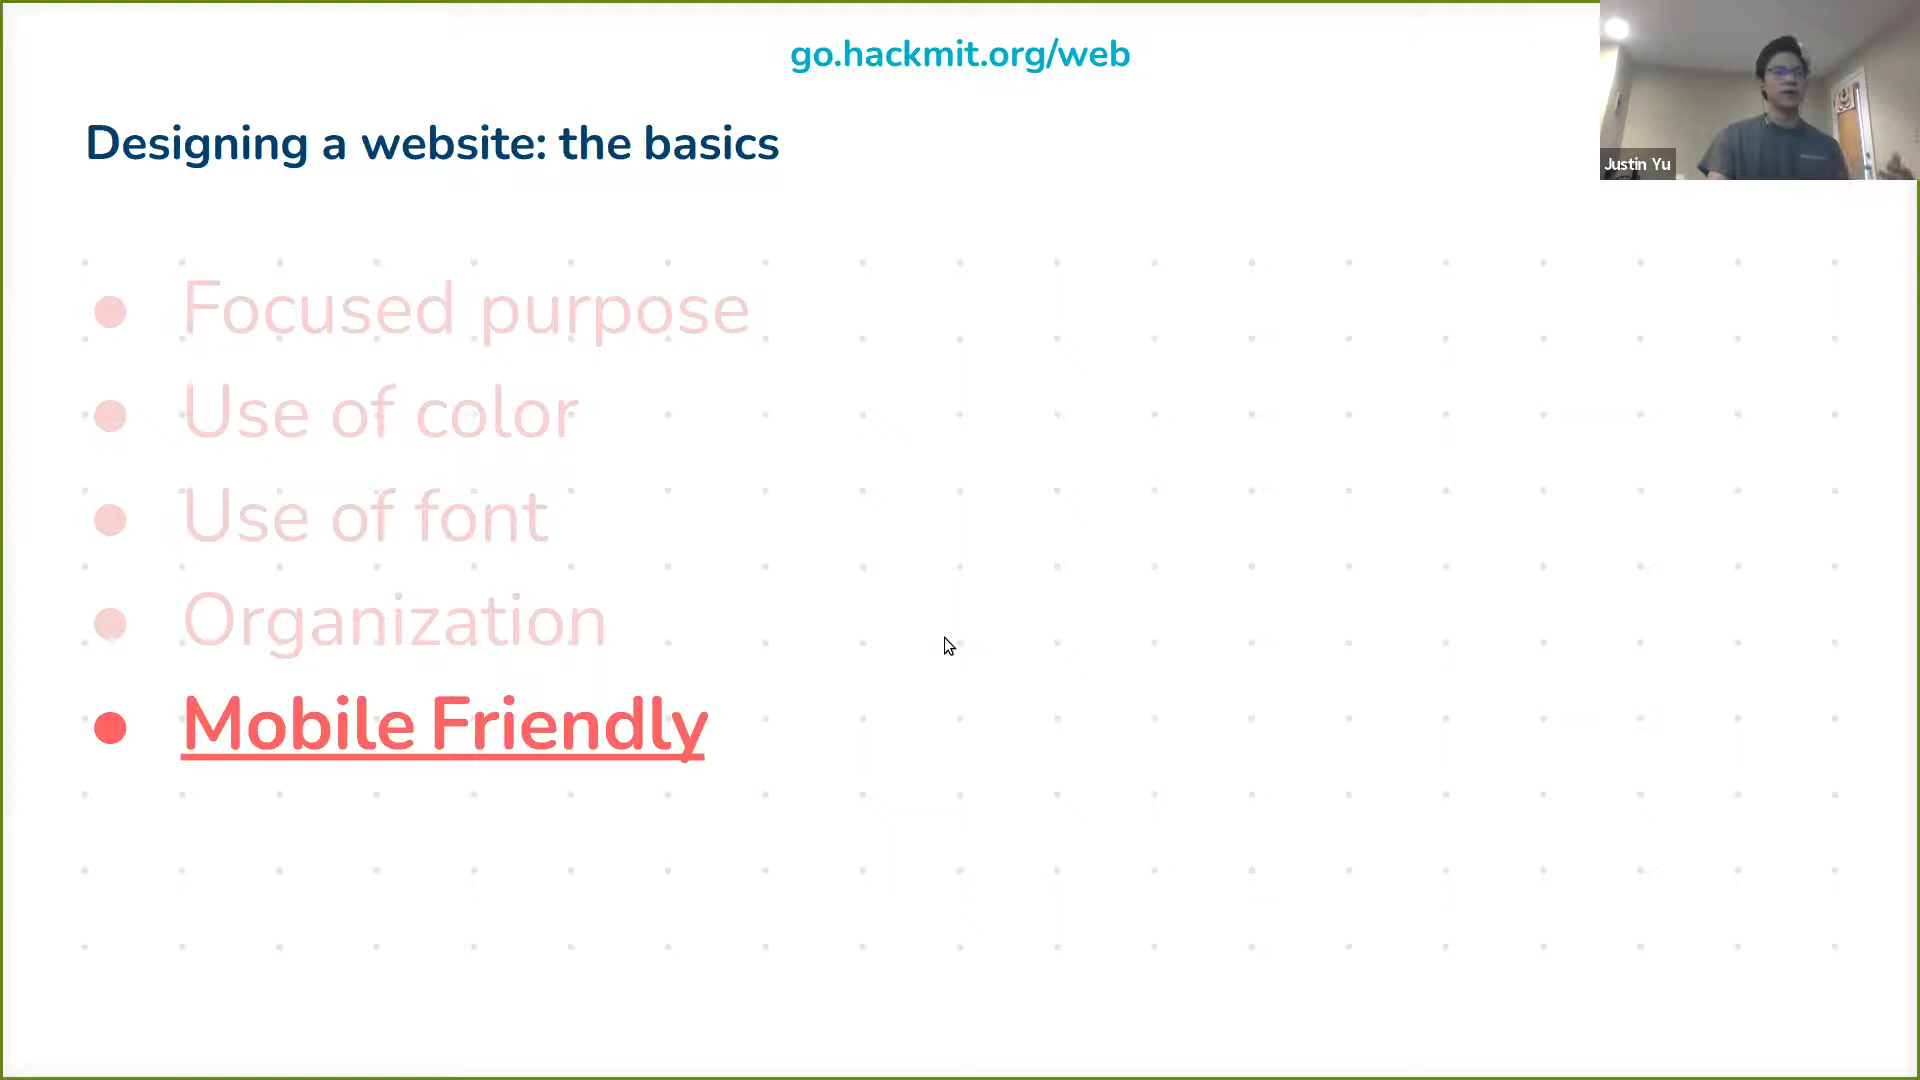 go.hackmit.org/web
Designing a website: the basics
Justin Yu
● Focused purpose
● Use of color
● Use of font
● Organization
● Mobile Friendly